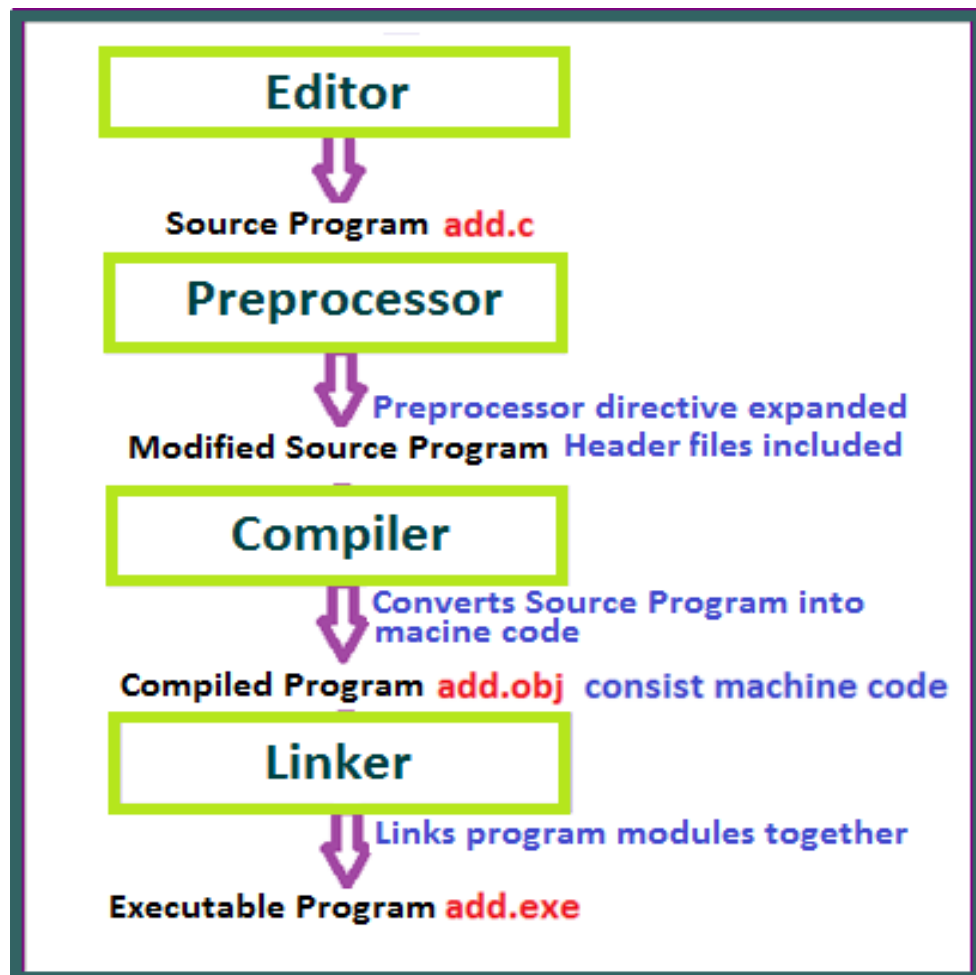 Editor
Source Program add.c
Preprocessor
Preprocessor directive expanded
Modified Source Program Header files included
Compiler
Converts Source Program into
macine code
Compiled Program add.obj consist machine code
Linker
Links program modules together
Executable Program add.exe